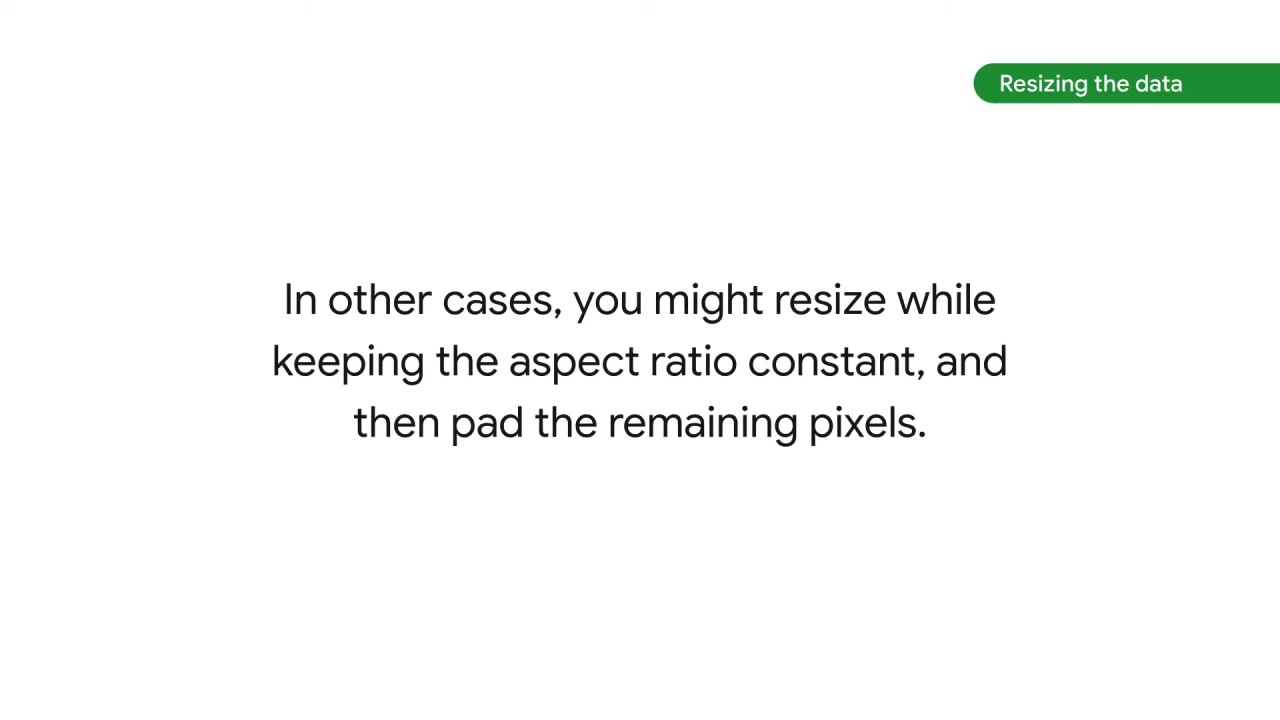 Resizing the data
In other cases, you might resize while
keeping the aspect ratio constant, and
then pad the remaining pixels.